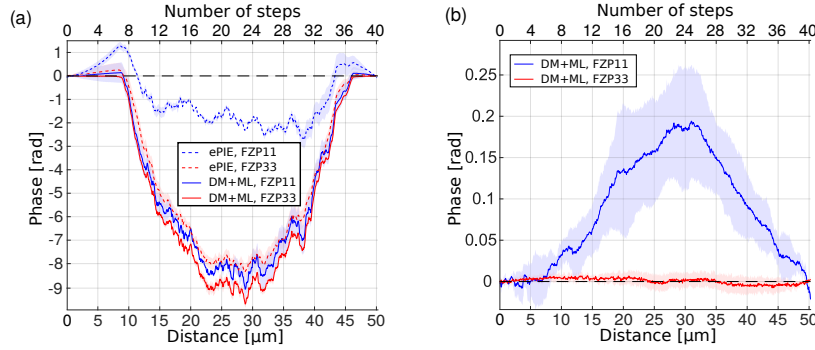 (a)
Number of steps
0 4 8 12 16 20 24 28 32 36 40
1
0
-1
-2
-3
-4
-5
-6
-7
-8
-9
Phase [rad]
ePIE, FZP11
ePIE, FZP33
DM+ML, FZP11
DM+ML, FZP33
0 5 10 15 20 25 30 35 40 45 50
Distance [µm]
(b)
Number of steps
0 4 8 12 16 20 24 28 32 36 40
DM+ML, FZP11
DM+ML, FZP33
0.25
0.2
0.15
0.1
0.05
0
Phase [rad]
0 5 10 15 20 25 30 35 40 45 50
Distance [µm]